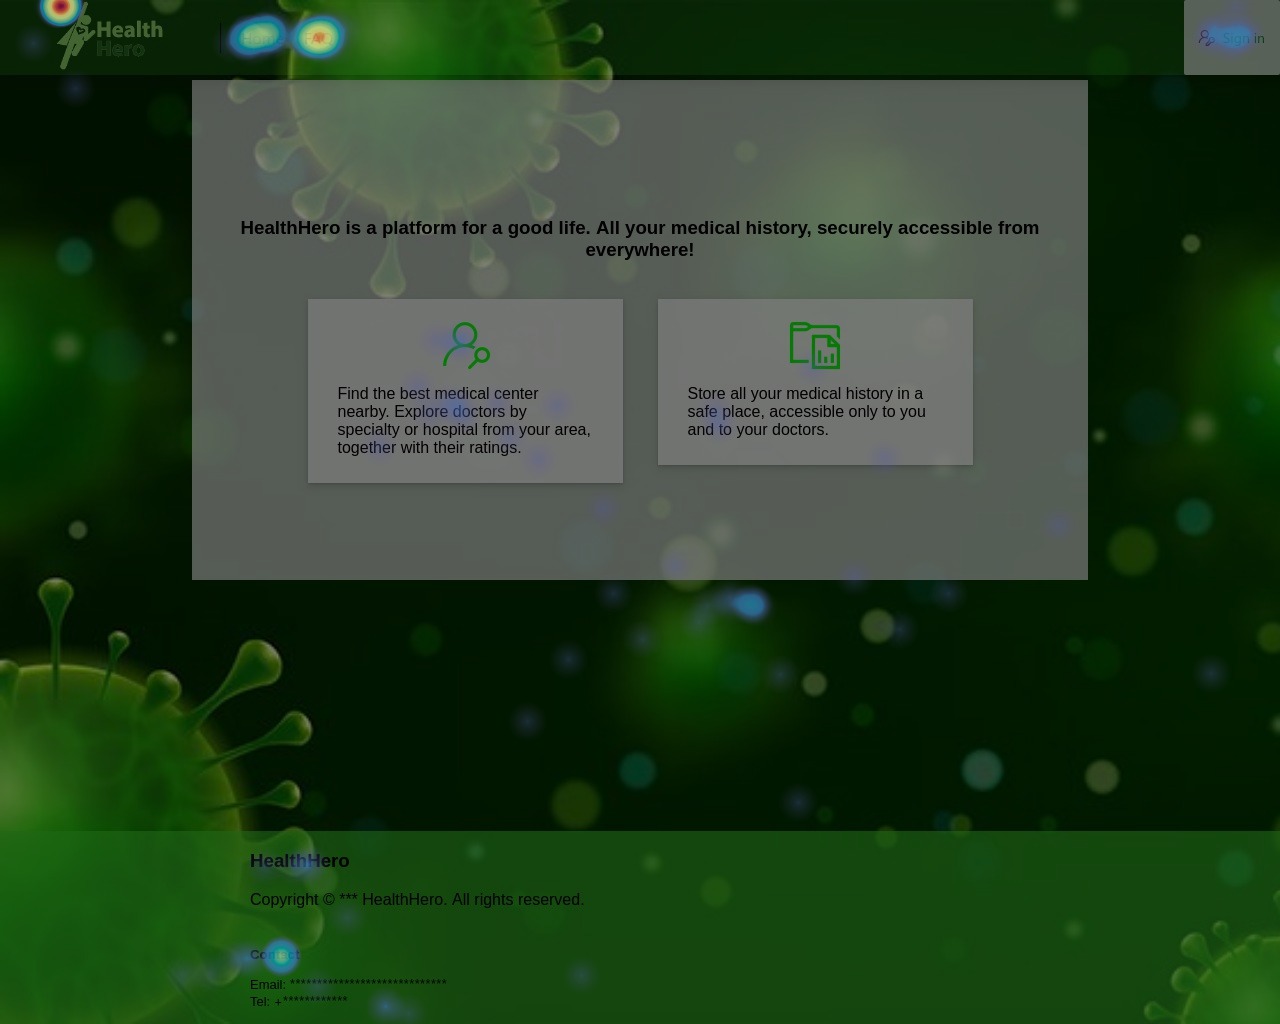 Health
Hero
Home
FAQ
Sign in
HealthHero is a platform for a good life. All your medical history, securely accessible from
everywhere!
Find the best medical center
nearby. Explore doctors by
specialty or hospital from your area,
together with their ratings.
Store all your medical history in a
safe place, accessible only to you
and to your doctors.
HealthHero
Copyright © *** HealthHero. All rights reserved.
Contact
Email: *****************************
Tel: +************